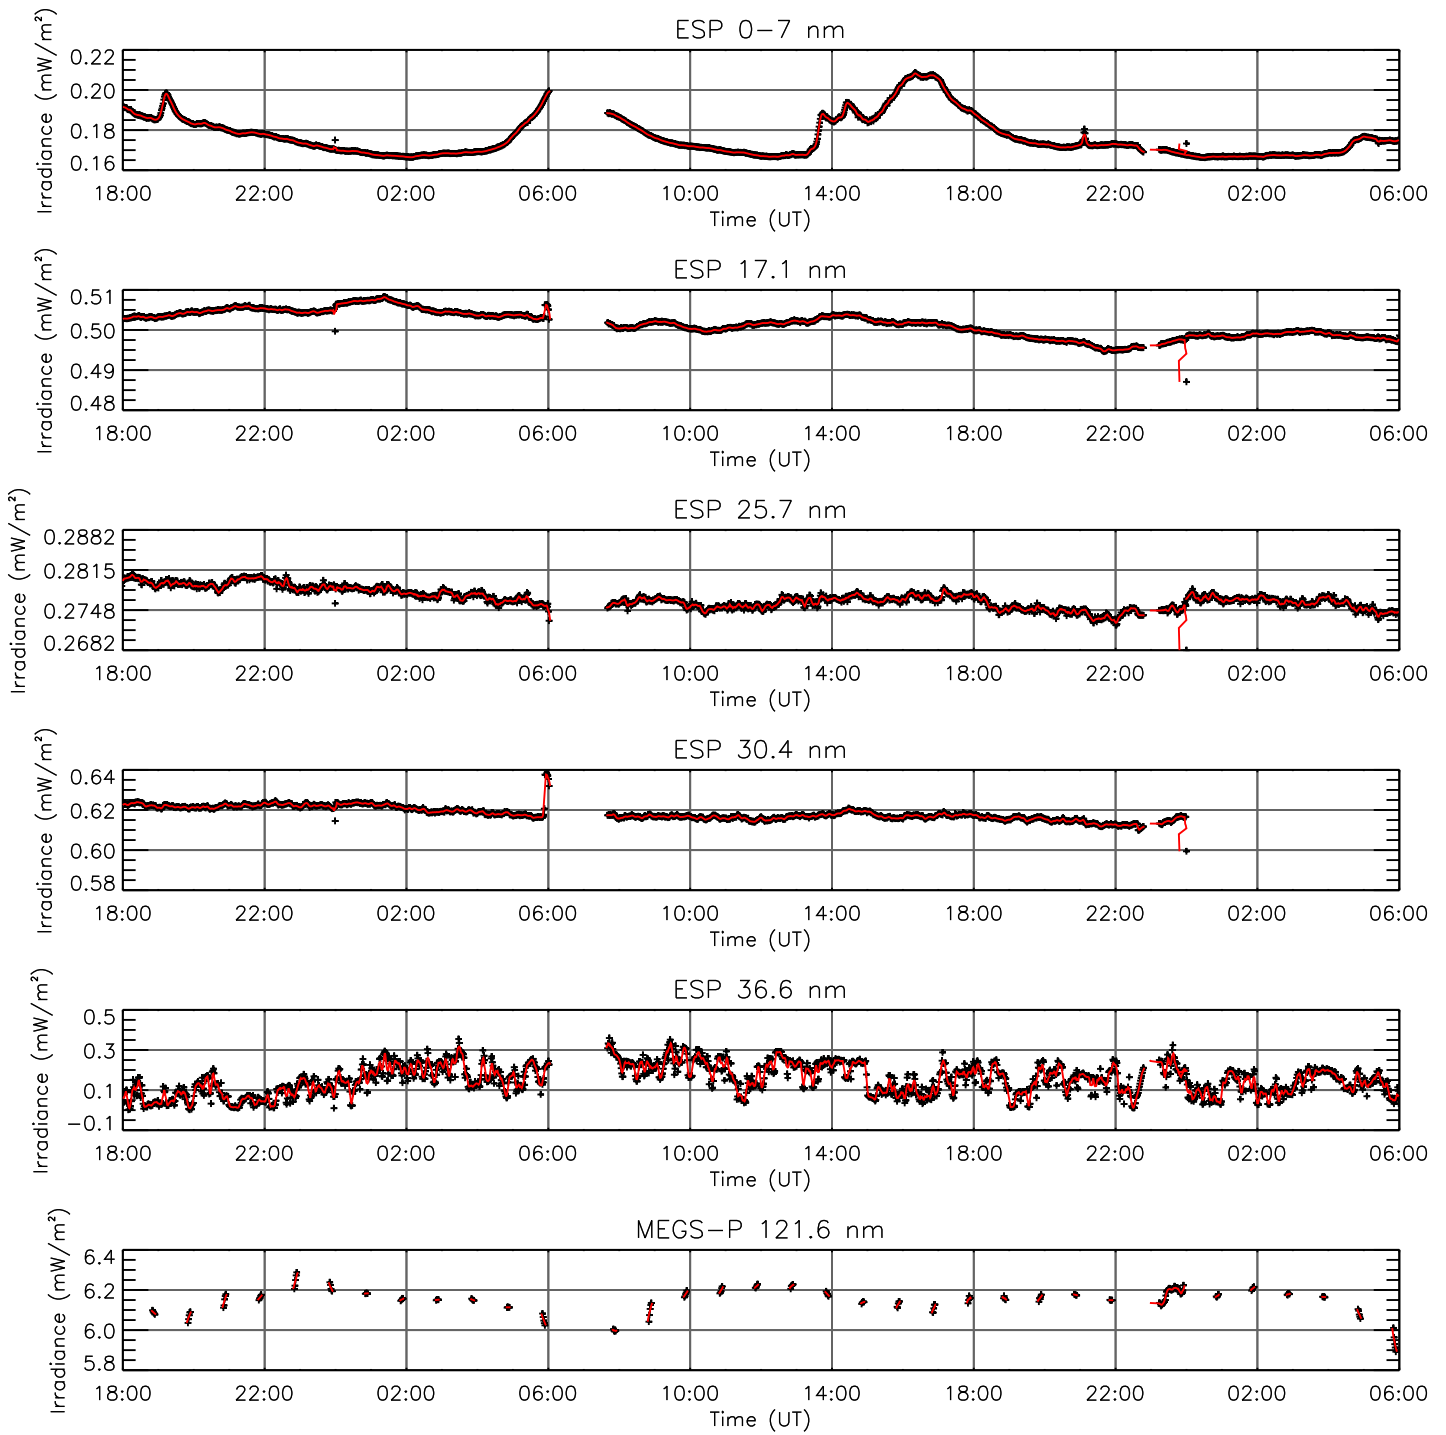 ESP 0-7 nm
Irradiance (mW/m²)
0.22
0.20
0.18
0.16
18:00 22:00 02:00 06:00 10:00 14:00 18:00 22:00 02:00 06:00
Time (UT)
ESP 17.1 nm
Irradiance (mW/m²)
0.51
0.50
0.49
0.48
18:00 22:00 02:00 06:00 10:00 14:00 18:00 22:00 02:00 06:00
Time (UT)
ESP 25.7 nm
Irradiance (mW/m²)
0.2882
0.2815
0.2748
0.2682
18:00 22:00 02:00 06:00 10:00 14:00 18:00 22:00 02:00 06:00
Time (UT)
ESP 30.4 nm
Irradiance (mW/m²)
0.64
0.62
0.60
0.58
18:00 22:00 02:00 06:00 10:00 14:00 18:00 22:00 02:00 06:00
Time (UT)
ESP 36.6 nm
Irradiance (mW/m²)
0.5
0.3
0.1
-0.1
18:00 22:00 02:00 06:00 10:00 14:00 18:00 22:00 02:00 06:00
Time (UT)
MEGS-P 121.6 nm
Irradiance (mW/m²)
6.4
6.2
6.0
5.8
18:00 22:00 02:00 06:00 10:00 14:00 18:00 22:00 02:00 06:00
Time (UT)